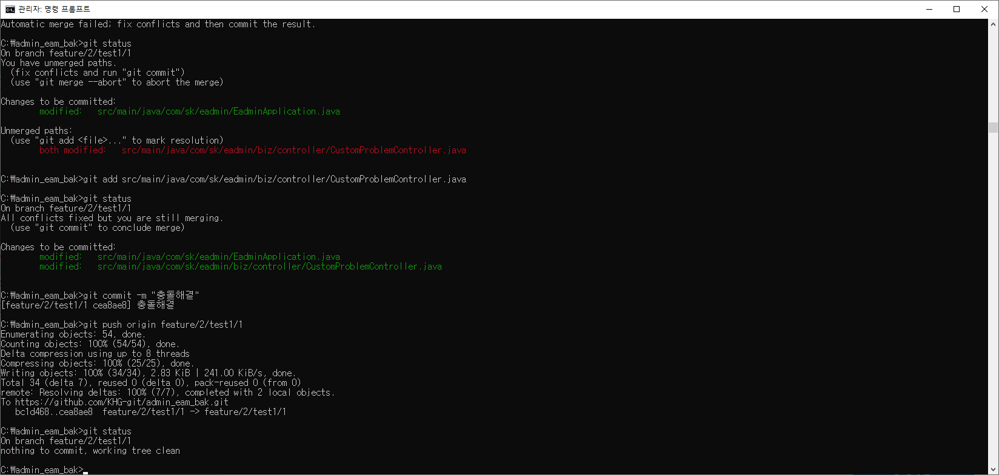 관리자: 명령 프롬프트
Automatic merge failed; fix conflicts and then commit the result.
C:\admin_eam_bak>git status
On branch feature/2/test1/1
You have unmerged paths.
  (fix conflicts and run "git commit")
  (use "git merge --abort" to abort the merge)
Changes to be committed:
        modified:   src/main/java/com/sk/eadmin/EadminApplication.java
Unmerged paths:
  (use "git add <file>..." to mark resolution)
        both modified:   src/main/java/com/sk/eadmin/biz/controller/CustomProblemController.java
C:\admin_eam_bak>git add src/main/java/com/sk/eadmin/biz/controller/CustomProblemController.java
C:\admin_eam_bak>git status
On branch feature/2/test1/1
All conflicts fixed but you are still merging.
  (use "git commit" to conclude merge)
Changes to be committed:
        modified:   src/main/java/com/sk/eadmin/EadminApplication.java
        modified:   src/main/java/com/sk/eadmin/biz/controller/CustomProblemController.java
C:\admin_eam_bak>git commit -m "충돌해결"
[feature/2/test1/1 cea8ae8] 충돌해결
C:\admin_eam_bak>git push origin feature/2/test1/1
Enumerating objects: 54, done.
Counting objects: 100% (54/54), done.
Delta compression using up to 8 threads
Compressing objects: 100% (25/25), done.
Writing objects: 100% (34/34), 2.83 KiB | 241.00 KiB/s, done.
Total 34 (delta 7), reused 0 (delta 0), pack-reused 0 (from 0)
remote: Resolving deltas: 100% (7/7), completed with 2 local objects.
To https://github.com/KHG-git/admin_eam_bak.git
   bc1d468..cea8ae8  feature/2/test1/1 -> feature/2/test1/1
C:\admin_eam_bak>git status
On branch feature/2/test1/1
nothing to commit, working tree clean
C:\admin_eam_bak>